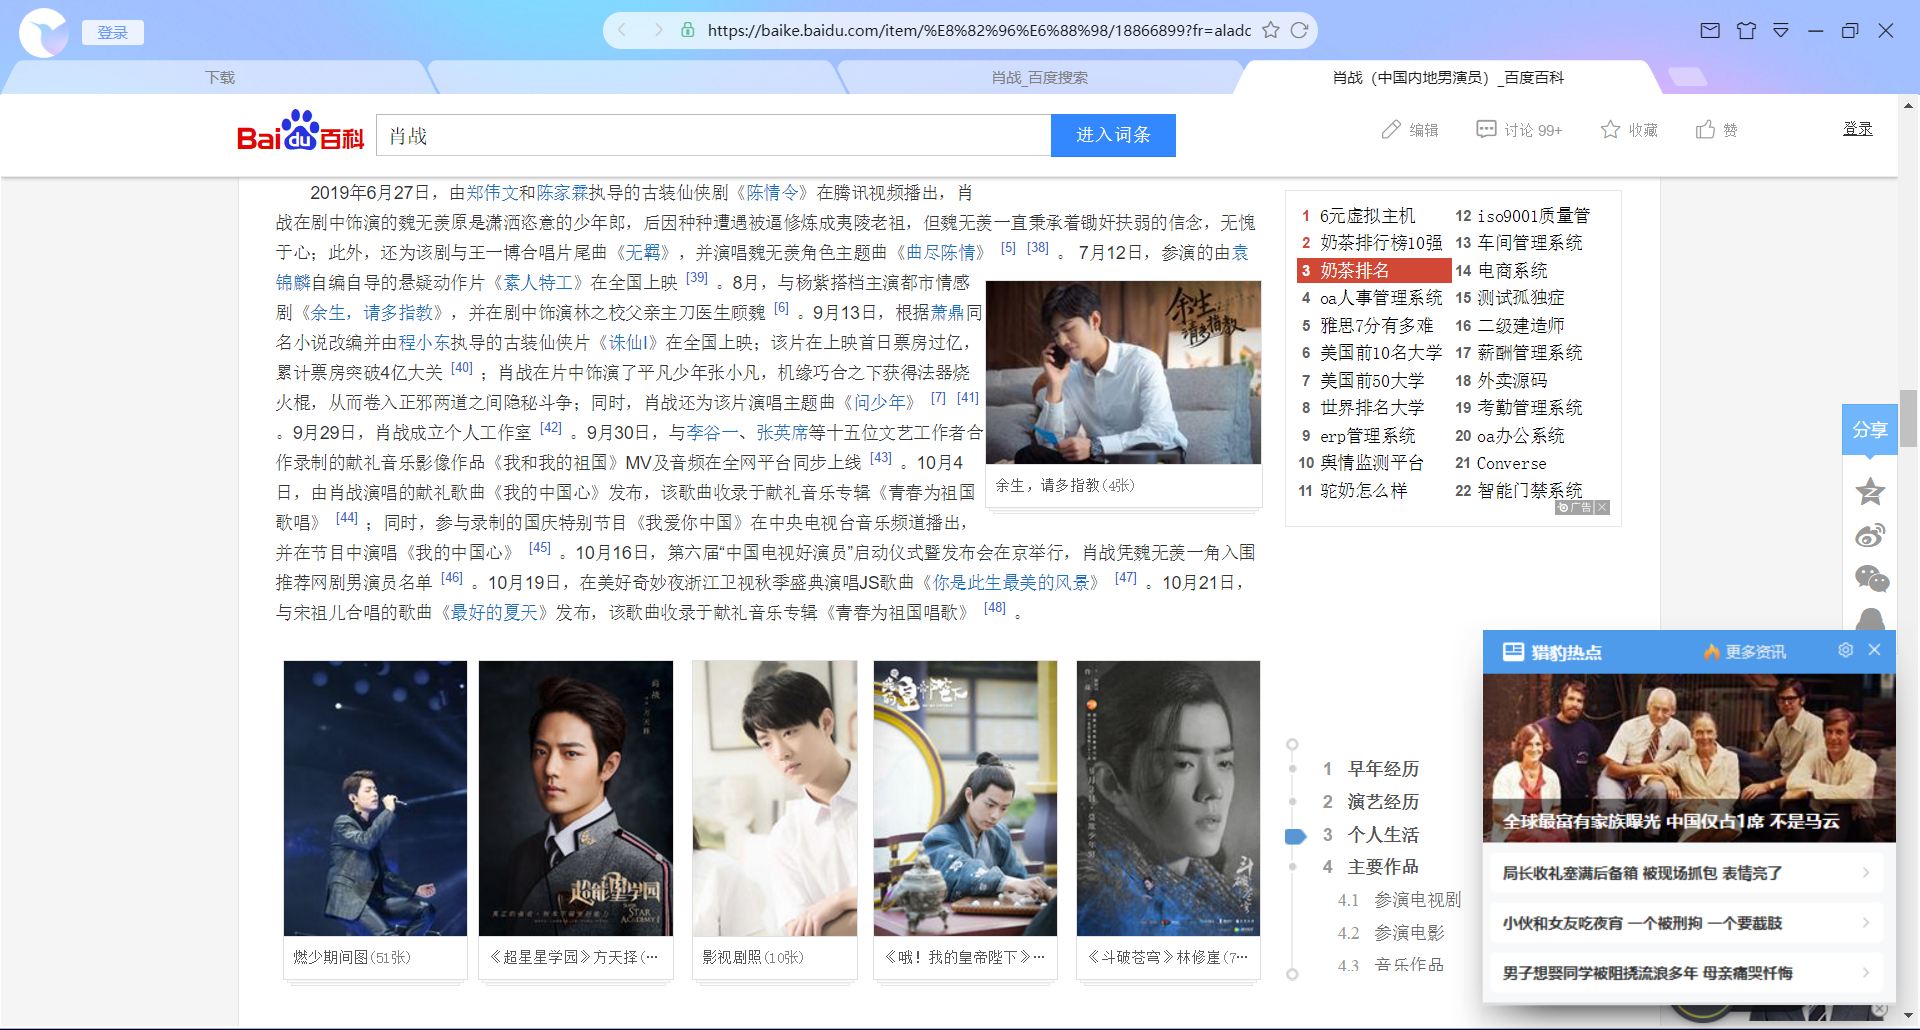 登录
https://baike.baidu.com/item/%E8%82%96%E6%88%98/18866899?fr=aladc
下载
肖战_百度搜索
肖战（中国内地男演员）_百度百科
Bai du 百科
肖战
进入词条
编辑
讨论 99+
收藏
赞
登录
2019年6月27日，由郑伟文和陈家霖执导的古装仙侠剧《陈情令》在腾讯视频播出，肖
战在剧中饰演的魏无羡原是潇洒恣意的少年郎，后因种种遭遇被逼修炼成夷陵老祖，但魏无羡一直秉承着锄奸扶弱的信念，无愧
于心；此外，还为该剧与王一博合唱片尾曲《无羁》，并演唱魏无羡角色主题曲《曲尽陈情》 [5] [38] 。 7月12日，参演的由袁
锦麟自编自导的悬疑动作片《素人特工》在全国上映 [39] 。8月，与杨紫搭档主演都市情感
剧《余生，请多指教》，并在剧中饰演林之校父亲主刀医生顾魏 [6] 。9月13日，根据萧鼎同
名小说改编并由程小东执导的古装仙侠片《诛仙Ⅰ》在全国上映；该片在上映首日票房过亿，
累计票房突破4亿大关 [40] ；肖战在片中饰演了平凡少年张小凡，机缘巧合之下获得法器烧
火棍，从而卷入正邪两道之间隐秘斗争；同时，肖战还为该片演唱主题曲《问少年》 [7] [41]
。9月29日，肖战成立个人工作室 [42] 。9月30日，与李谷一、张英席等十五位文艺工作者合
作录制的献礼音乐影像作品《我和我的祖国》MV及音频在全网平台同步上线 [43] 。10月4
日，由肖战演唱的献礼歌曲《我的中国心》发布，该歌曲收录于献礼音乐专辑《青春为祖国
歌唱》 [44] ；同时，参与录制的国庆特别节目《我爱你中国》在中央电视台音乐频道播出，
并在节目中演唱《我的中国心》 [45] 。10月16日，第六届“中国电视好演员”启动仪式暨发布会在京举行，肖战凭魏无羡一角入围
推荐网剧男演员名单 [46] 。10月19日，在美好奇妙夜浙江卫视秋季盛典演唱JS歌曲《你是此生最美的风景》 [47] 。10月21日，
与宋祖儿合唱的歌曲《最好的夏天》发布，该歌曲收录于献礼音乐专辑《青春为祖国唱歌》 [48] 。
余生
请多指教
余生，请多指教(4张)
1 6元虚拟主机
2 奶茶排行榜10强
3 奶茶排名
4 oa人事管理系统
5 雅思7分有多难
6 美国前10名大学
7 美国前50大学
8 世界排名大学
9 erp管理系统
10 舆情监测平台
11 驼奶怎么样
12 iso9001质量管
13 车间管理系统
14 电商系统
15 测试孤独症
16 二级建造师
17 薪酬管理系统
18 外卖源码
19 考勤管理系统
20 oa办公系统
21 Converse
22 智能门禁系统
广告
分享
肖战
方天择
超能星学园
STAR ACADEMY
燃少期间图(51张)
《超星星学园》方天择(…
影视剧照(10张)
《哦！我的皇帝陛下》…
《斗破苍穹》林修崖(7…
1 早年经历
2 演艺经历
3 个人生活
4 主要作品
4.1 参演电视剧
4.2 参演电影
4.3 音乐作品
猎豹热点
更多资讯
全球最富有家族曝光 中国仅占1席 不是马云
局长收礼塞满后备箱 被现场抓包 表情亮了
小伙和女友吃夜宵 一个被刑拘 一个要截肢
男子想娶同学被阻挠流浪多年 母亲痛哭忏悔